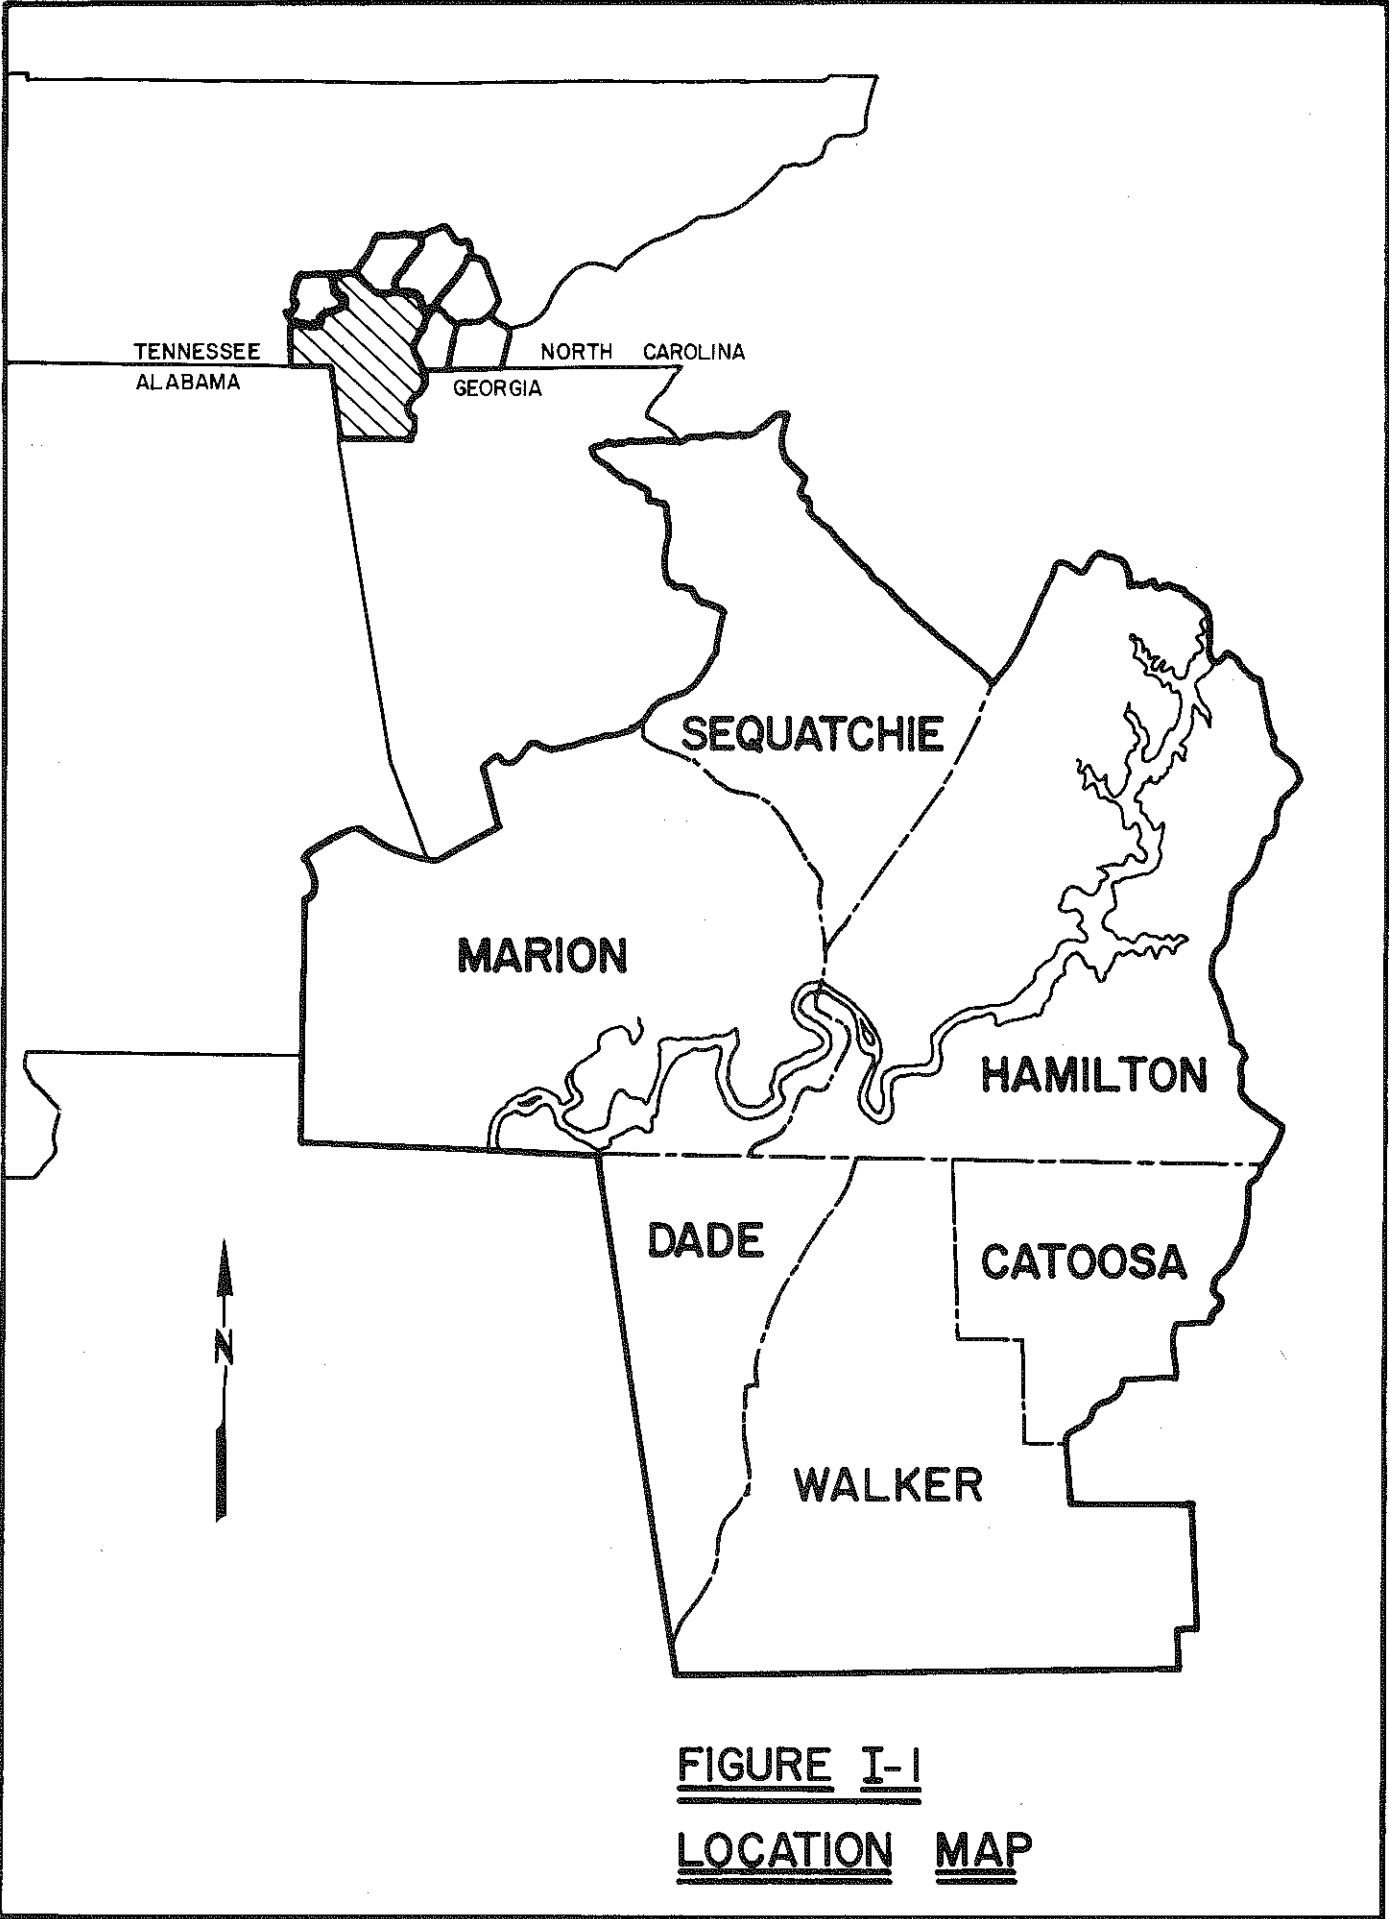 TENNESSEE
NORTH CAROLINA
ALABAMA
GEORGIA
SEQUATCHIE
MARION
HAMILTON
DADE
CATOOSA
N
WALKER
FIGURE I-1
LOCATION MAP